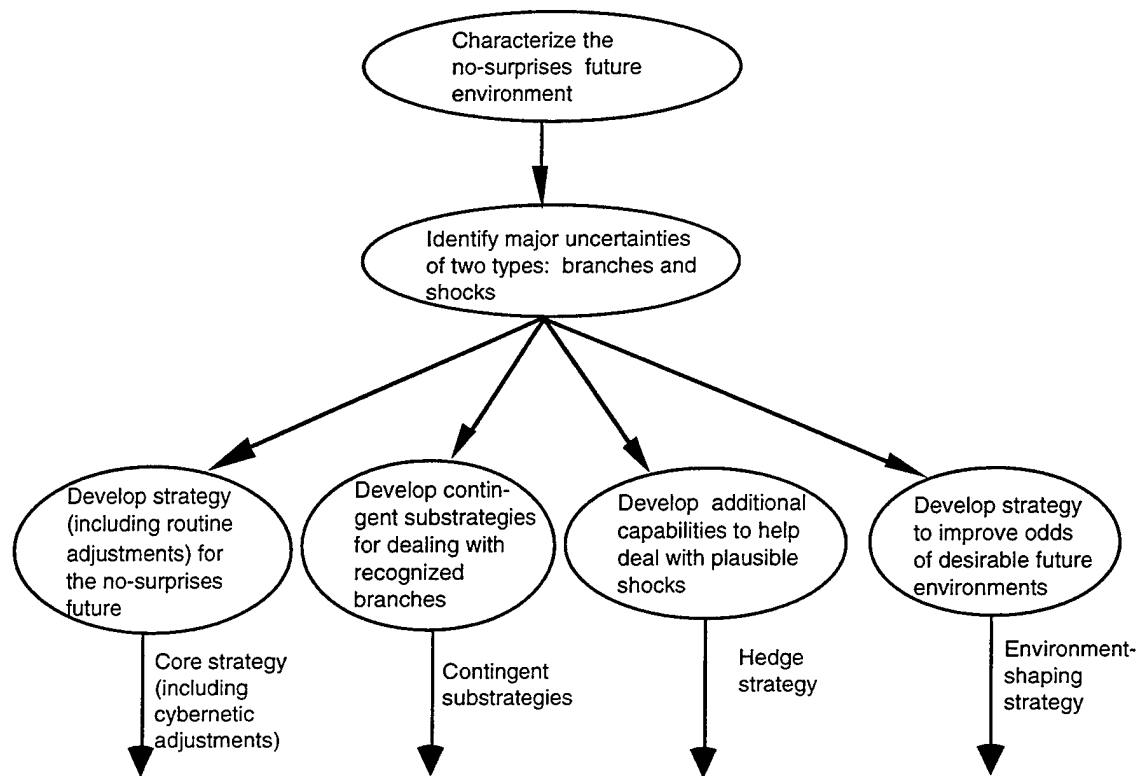 Characterize the
no-surprises future
environment
Identify major uncertainties
of two types: branches and
shocks
Develop strategy
(including routine
adjustments) for
the no-surprises
future
Develop contin-
gent substrategies
for dealing with
recognized
branches
Develop additional
capabilities to help
deal with plausible
shocks
Develop strategy
to improve odds
of desirable future
environments
Core strategy
(including
cybernetic
adjustments)
Contingent
substrategies
Hedge
strategy
Environment-
shaping
strategy